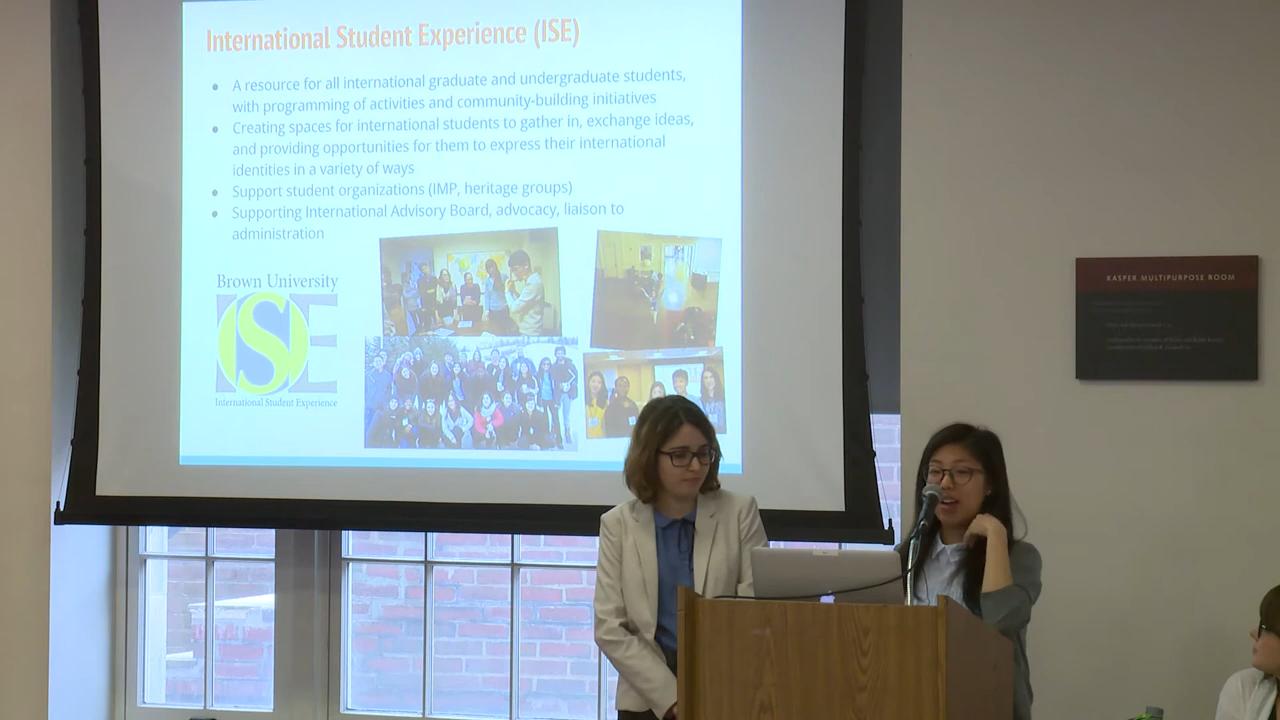 International Student Experience (ISE)
● A resource for all international graduate and undergraduate students,
with programming of activities and community-building initiatives
● Creating spaces for international students to gather in, exchange ideas,
and providing opportunities for them to express their international
identities in a variety of ways
● Support student organizations (IMP, heritage groups)
● Supporting International Advisory Board, advocacy, liaison to
administration
Brown University
ISE
International Student Experience
KASPER MULTIPURPOSE ROOM